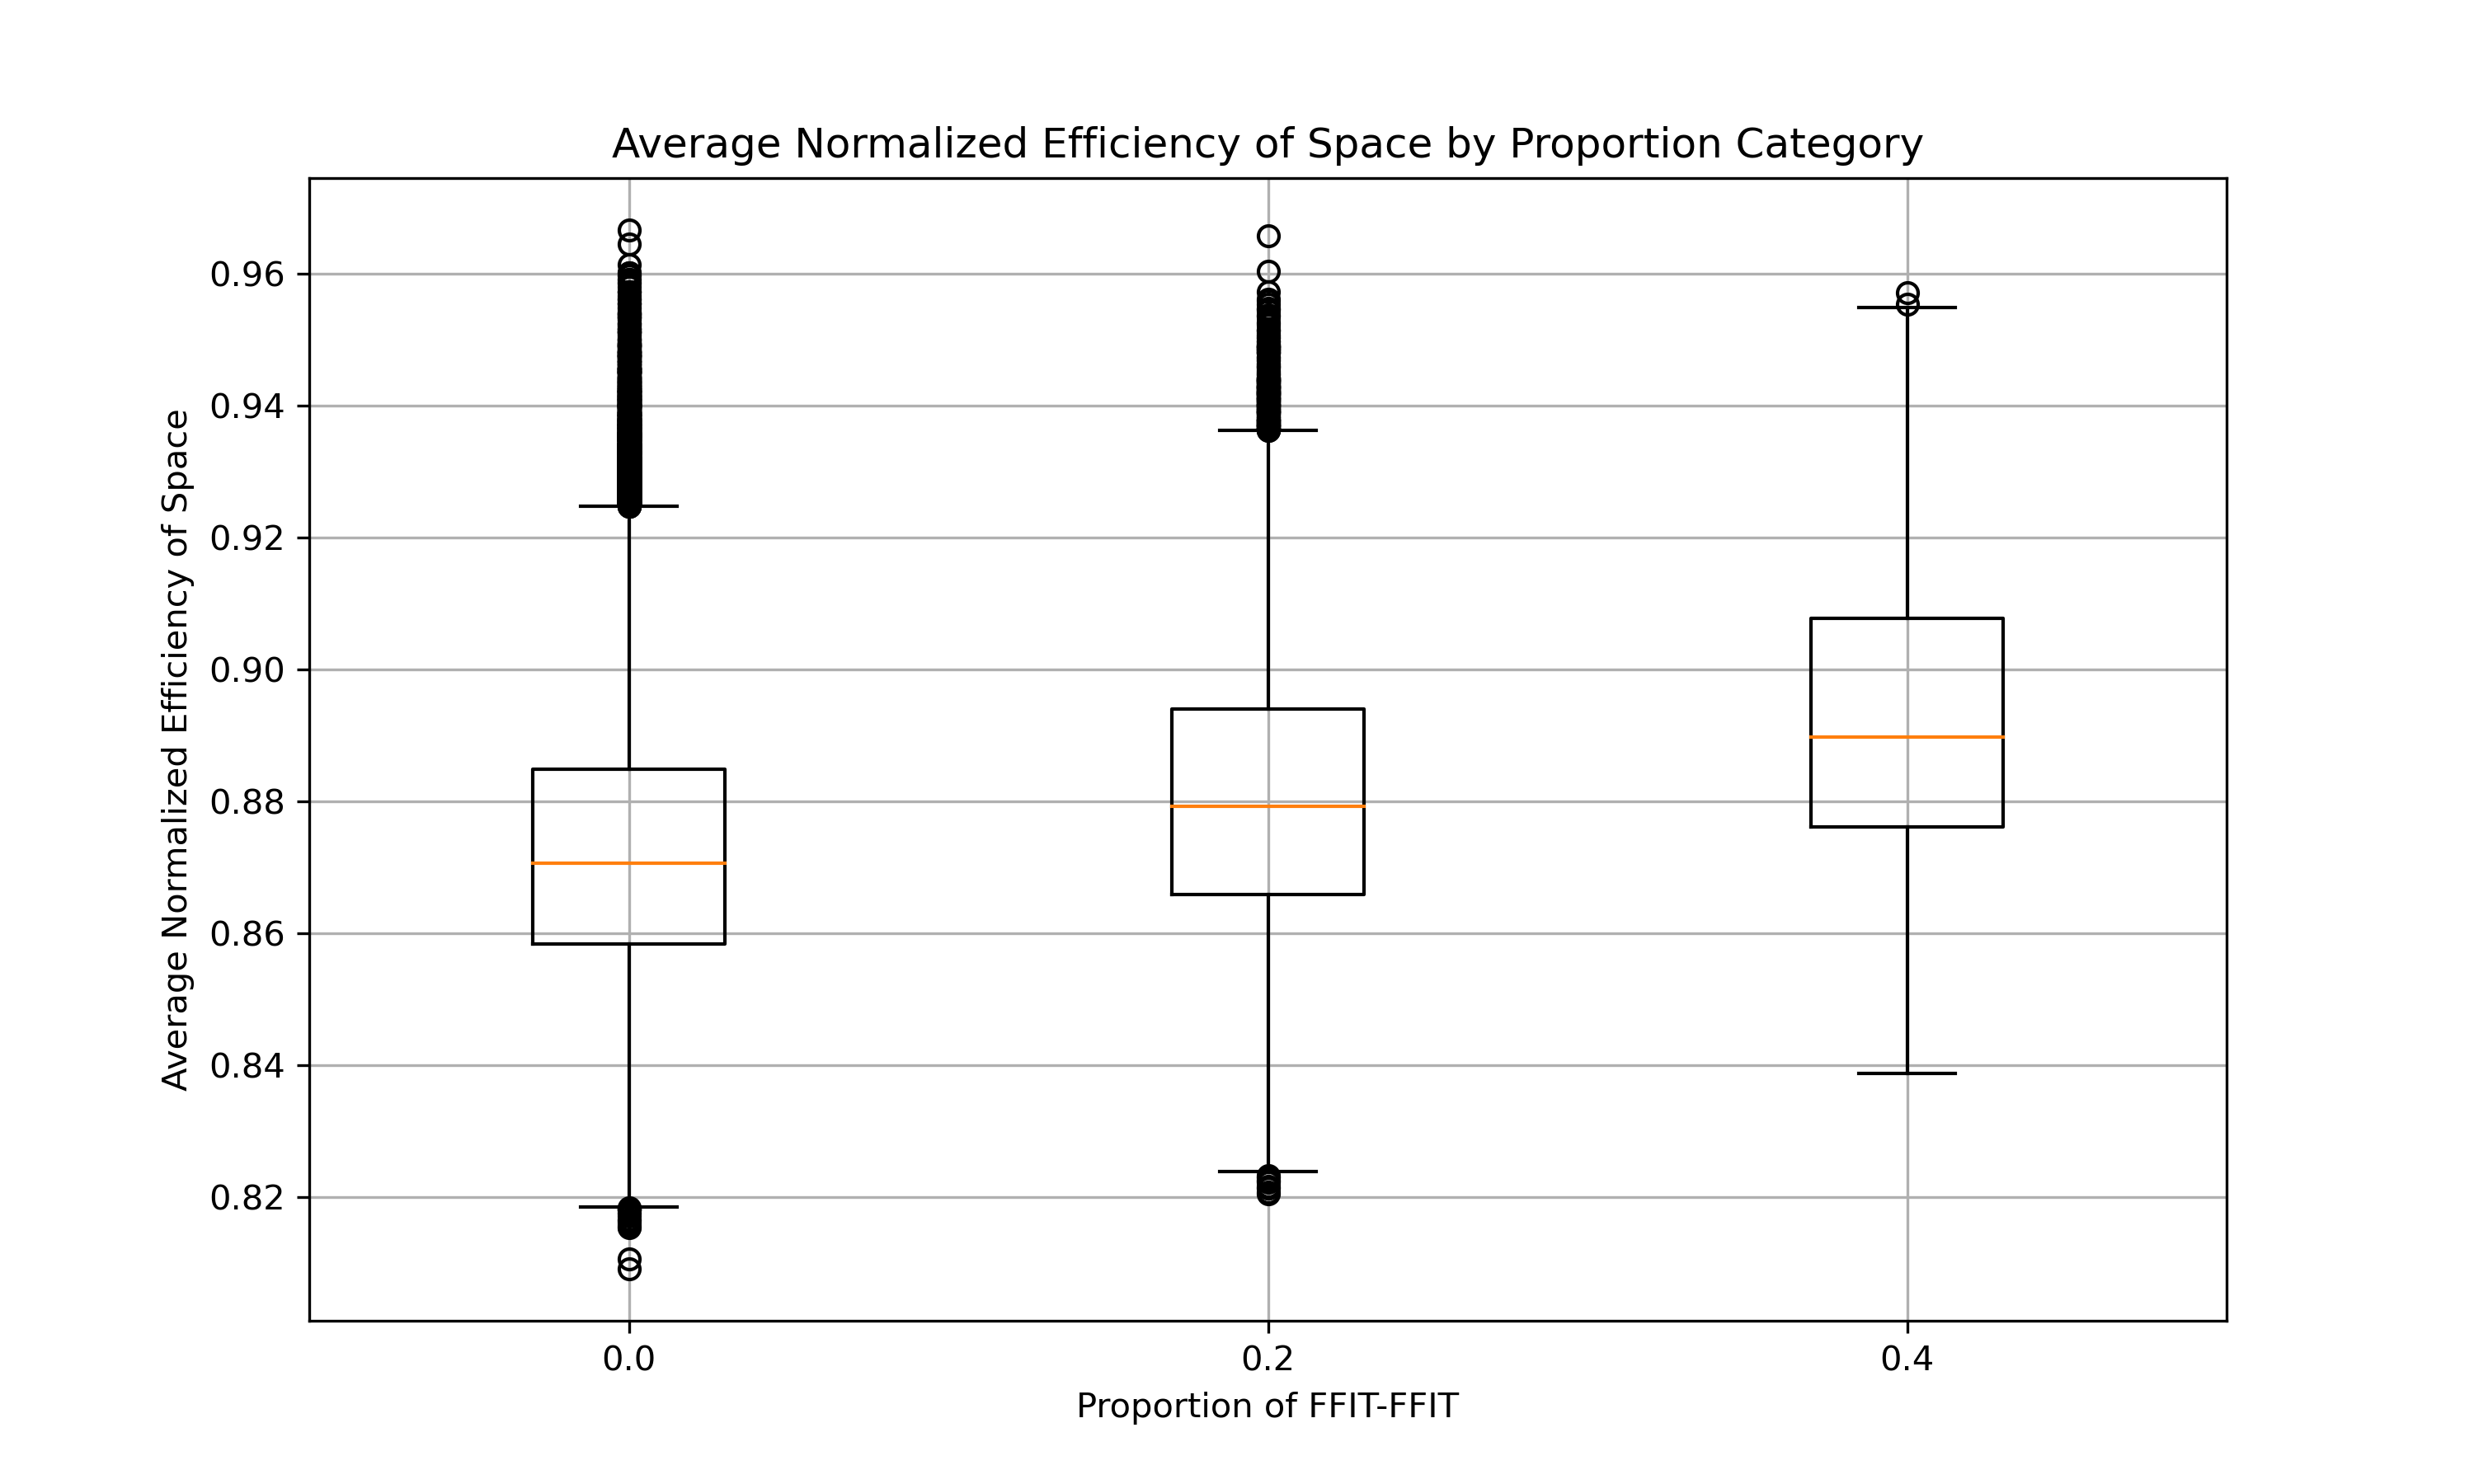 Average Normalized Efficiency of Space by Proportion Category
Average Normalized Efficiency of Space
0.96
0.94
0.92
0.90
0.88
0.86
0.84
0.82
0.0 0.2 0.4
Proportion of FFIT-FFIT